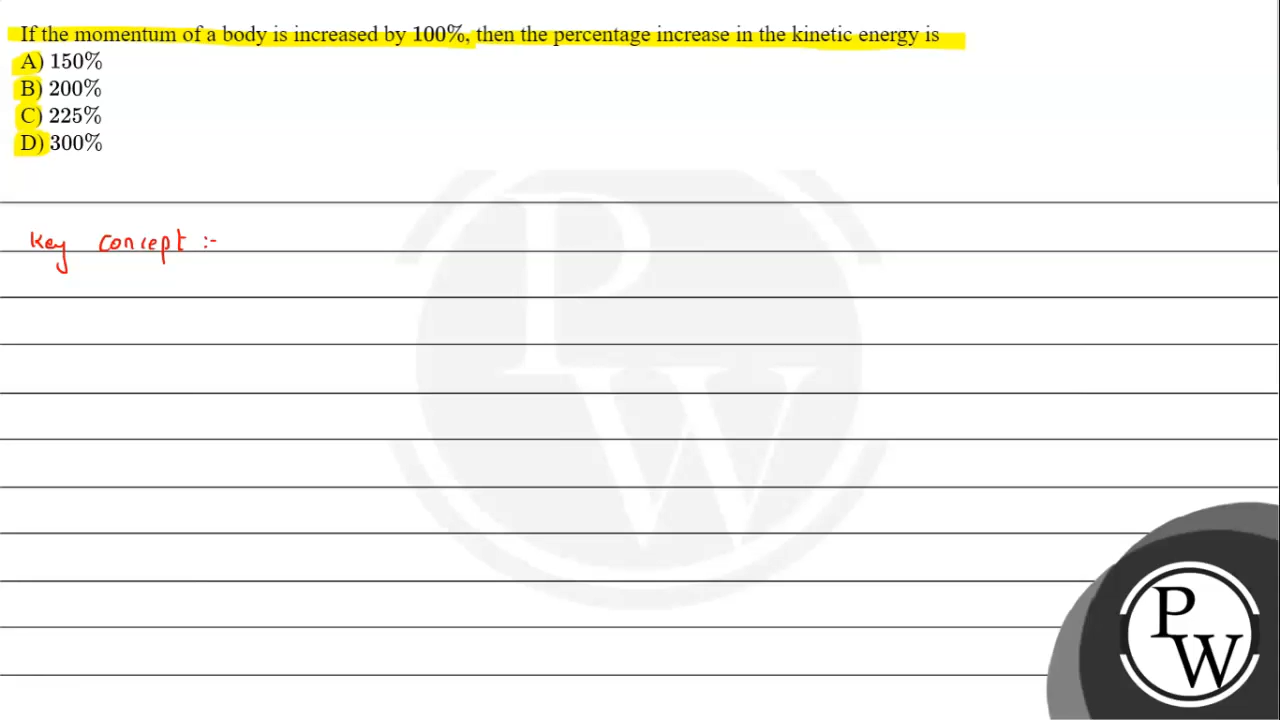 If the momentum of a body is increased by 100%, then the percentage increase in the kinetic energy is
A) 150%
B) 200%
C) 225%
D) 300%
Key concept :-
P
W
P
W